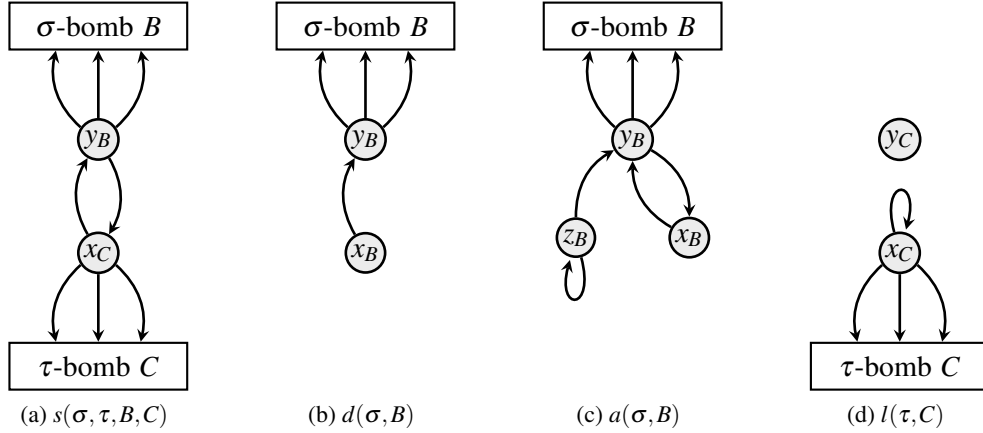 σ-bomb B
σ-bomb B
σ-bomb B
y_B
y_B
y_B
y_C
x_C
x_B
z_B
x_B
x_C
τ-bomb C
τ-bomb C
(a) s(σ,τ,B,C)
(b) d(σ,B)
(c) a(σ,B)
(d) l(τ,C)